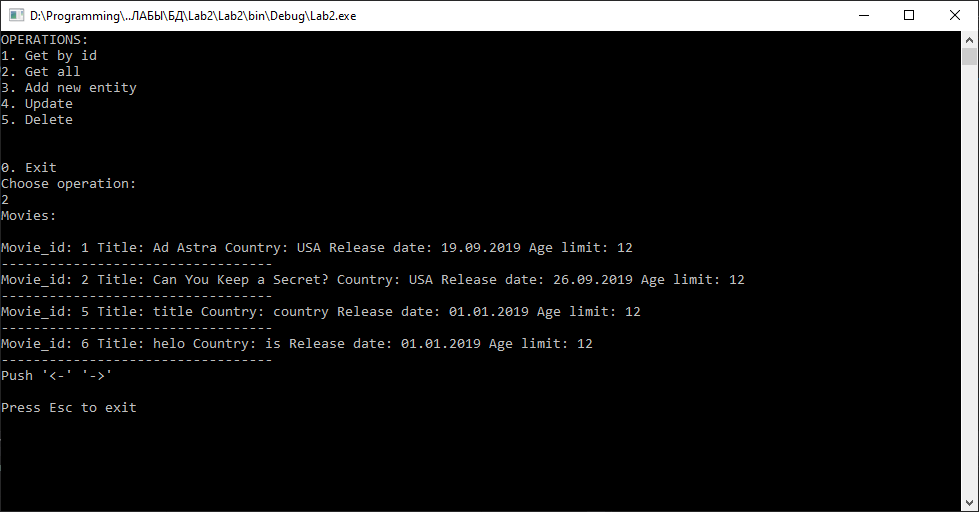 D:\Programming\..ЛАБЫ\БД\Lab2\Lab2\bin\Debug\Lab2.exe
OPERATIONS:
1. Get by id
2. Get all
3. Add new entity
4. Update
5. Delete
0. Exit
Choose operation:
2
Movies:
Movie_id: 1 Title: Ad Astra Country: USA Release date: 19.09.2019 Age limit: 12
----------------------------------
Movie_id: 2 Title: Can You Keep a Secret? Country: USA Release date: 26.09.2019 Age limit: 12
----------------------------------
Movie_id: 5 Title: title Country: country Release date: 01.01.2019 Age limit: 12
----------------------------------
Movie_id: 6 Title: helo Country: is Release date: 01.01.2019 Age limit: 12
----------------------------------
Push '<-' '->'
Press Esc to exit